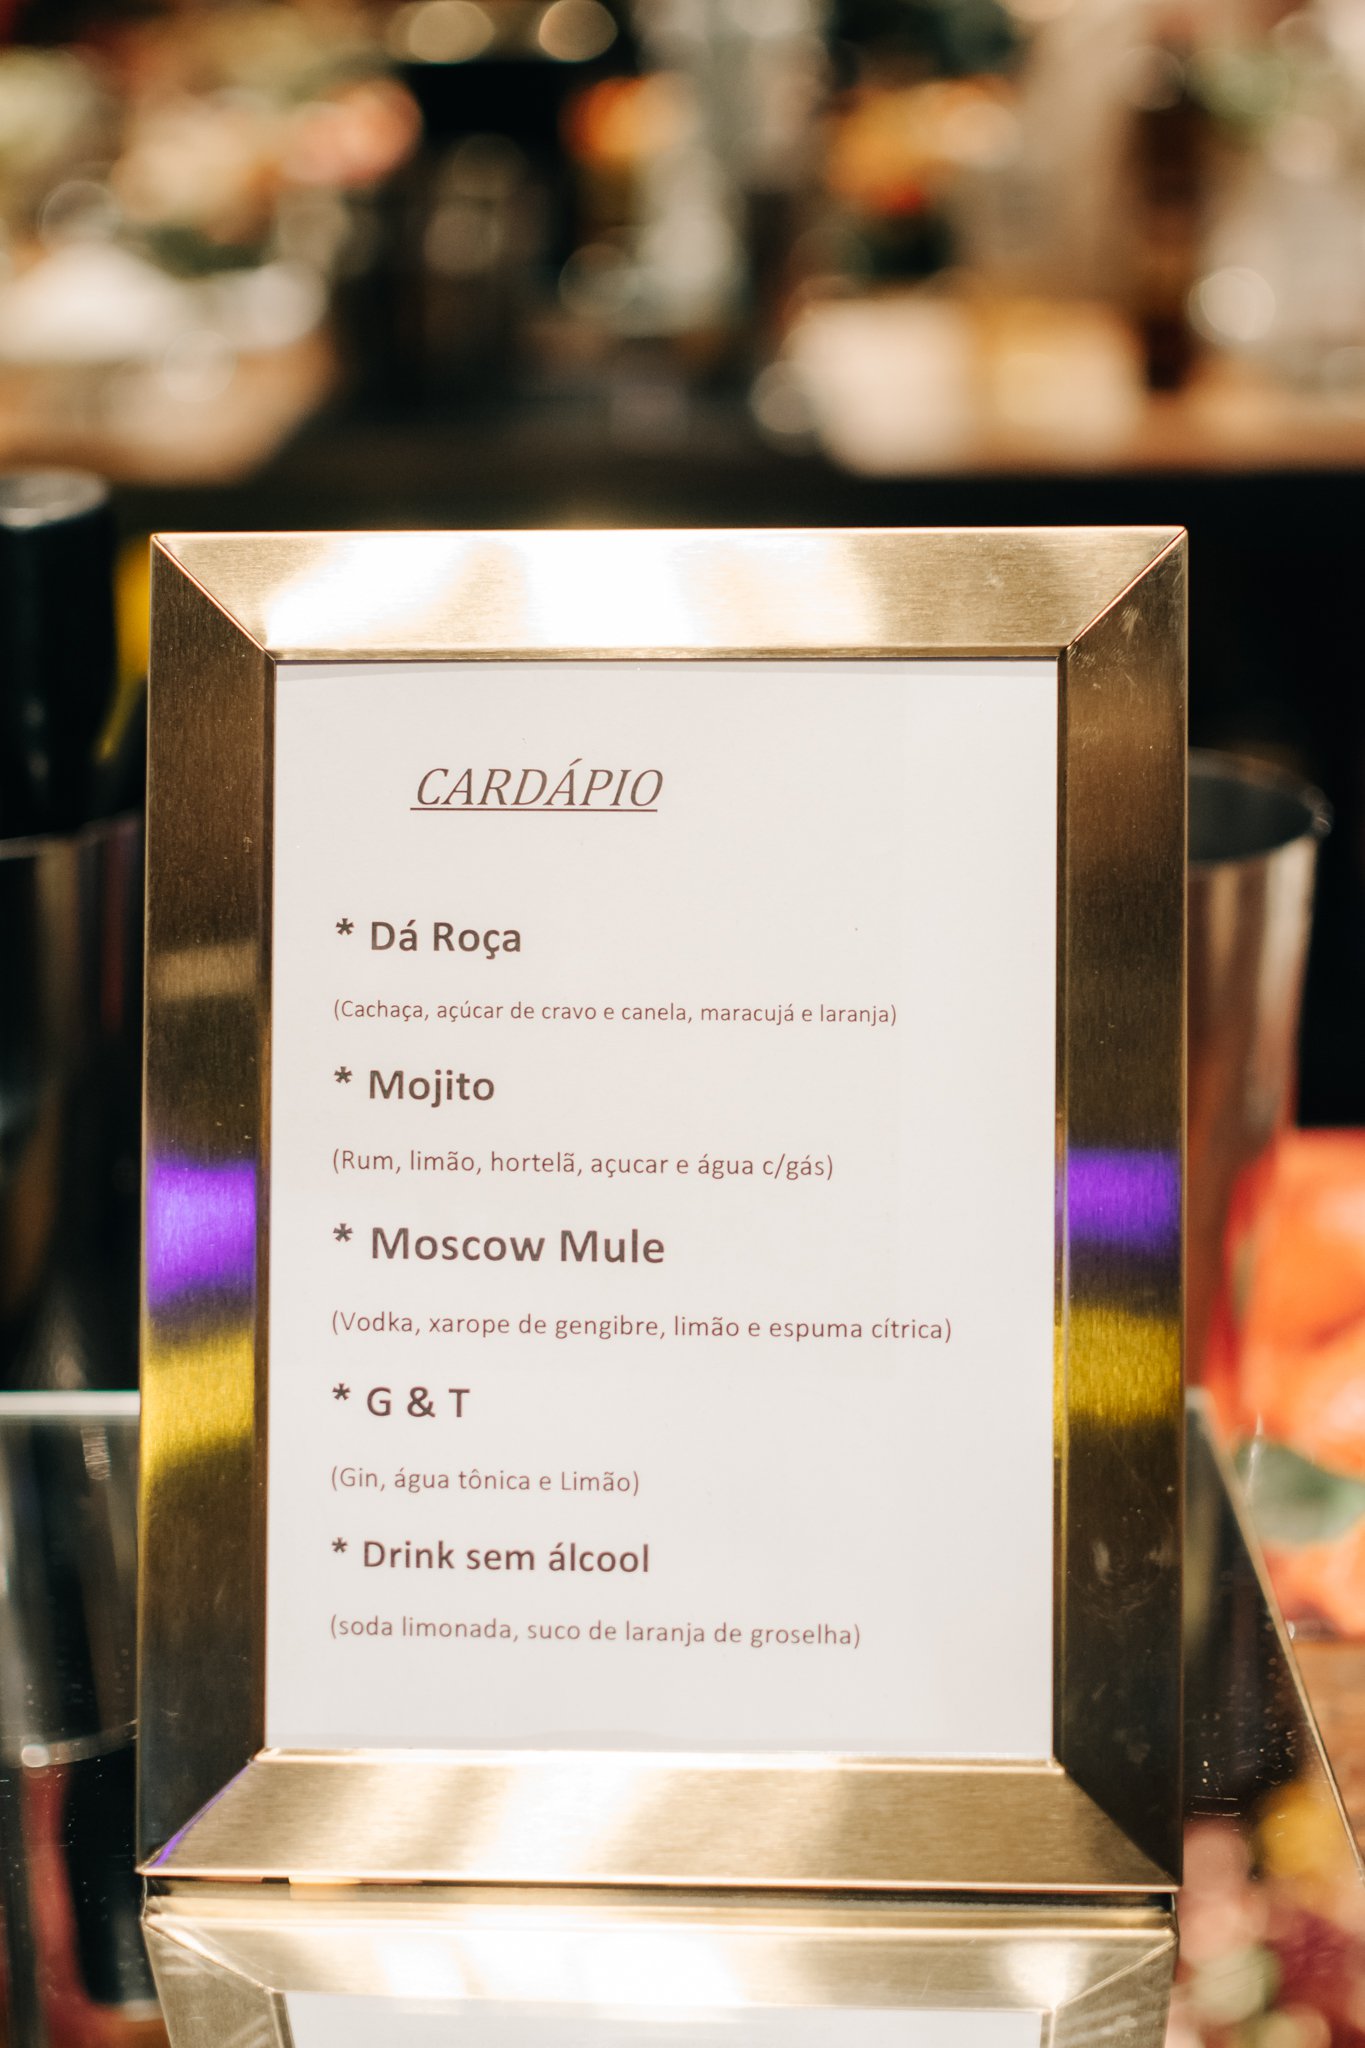 CARDÁPIO
* Dá Roça
(Cachaça, açúcar de cravo e canela, maracujá e laranja)
* Mojito
(Rum, limão, hortelã, açucar e água c/gás)
* Moscow Mule
(Vodka, xarope de gengibre, limão e espuma cítrica)
* G & T
(Gin, água tônica e Limão)
* Drink sem álcool
(soda limonada, suco de laranja de groselha)